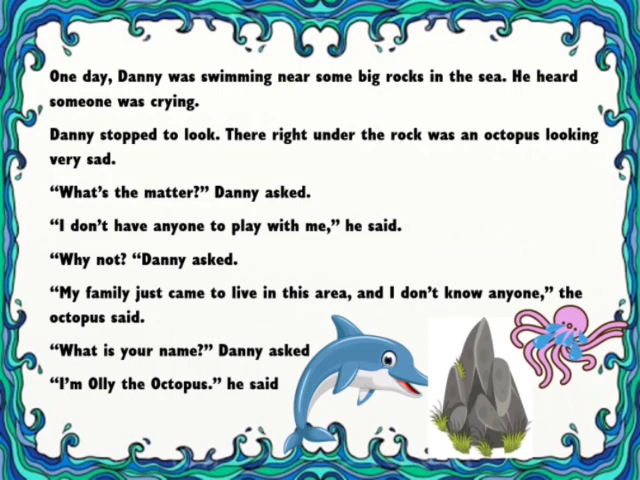 One day, Danny was swimming near some big rocks in the sea. He heard
someone was crying.
Danny stopped to look. There right under the rock was an octopus looking
very sad.
“What’s the matter?” Danny asked.
“I don’t have anyone to play with me,” he said.
“Why not? “Danny asked.
“My family just came to live in this area, and I don’t know anyone,” the
octopus said.
“What is your name?” Danny asked
“I’m Olly the Octopus.” he said